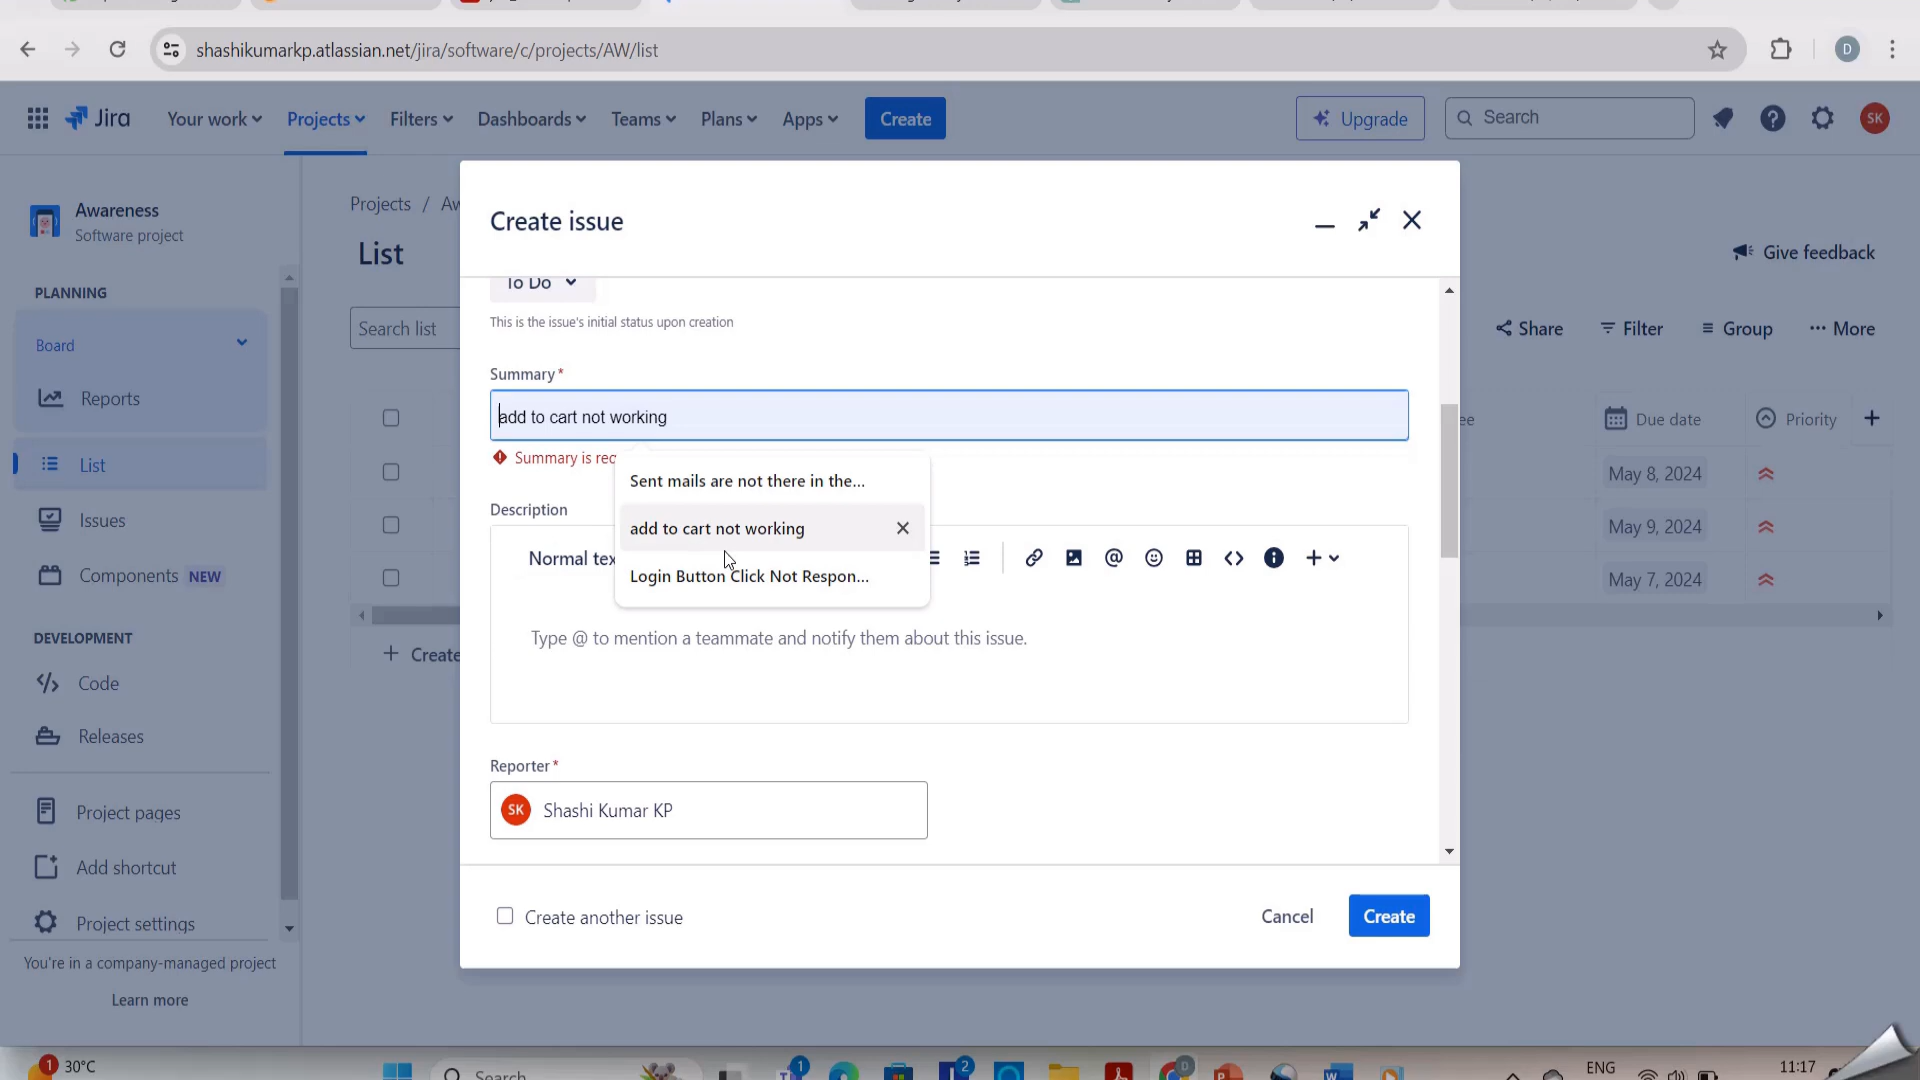 shashikumarkp.atlassian.net/jira/software/c/projects/AW/list
D
Jira
Your work
Projects
Filters
Dashboards
Teams
Plans
Apps
Create
Upgrade
Search
SK
Awareness
Software project
PLANNING
Board
Reports
List
Issues
Components NEW
DEVELOPMENT
Code
Releases
Project pages
Add shortcut
Project settings
You're in a company-managed project
Learn more
Projects /
List
Give feedback
Search list
Share
Filter
Group
More
Due date
Priority
May 8, 2024
May 9, 2024
May 7, 2024
Create
Create issue
To Do
This is the issue's initial status upon creation
Summary *
add to cart not working
Summary is
Sent mails are not there in the...
add to cart not working
Login Button Click Not Respon...
Description
Normal
Type @ to mention a teammate and notify them about this issue.
Reporter *
SK Shashi Kumar KP
Create another issue
Cancel
Create
1
30°C
Search
1
2
D
ENG
11:17